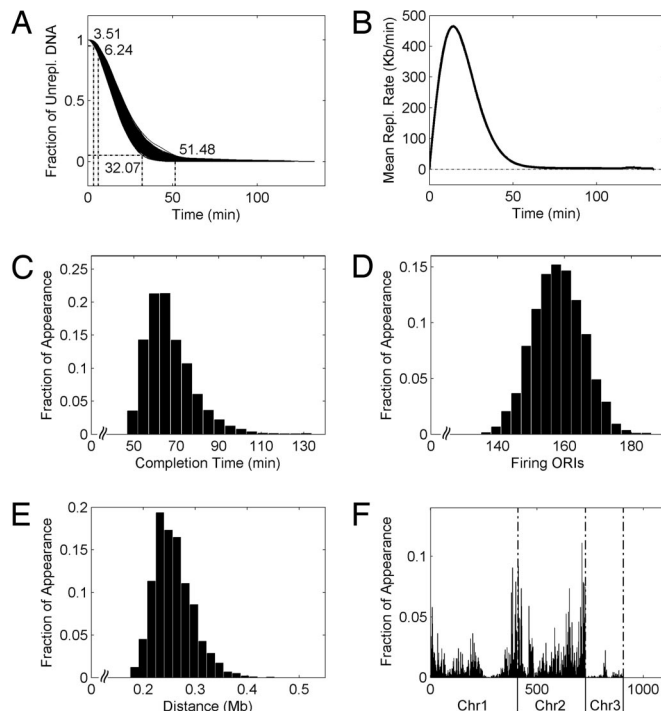 A
Fraction of Unrepl. DNA
1
0.5
0
3.51
6.24
32.07
51.48
0 50 100
Time (min)
B
Mean Repl. Rate (Kb/min)
500
400
300
200
100
0
0 50 100
Time (min)
C
Fraction of Appearance
0.25
0.2
0.15
0.1
0.05
0
0 50 70 90 110 130
Completion Time (min)
D
Fraction of Appearance
0.15
0.1
0.05
0
0 140 160 180
Firing ORIs
E
Fraction of Appearance
0.2
0.15
0.1
0.05
0
0 0.2 0.3 0.4 0.5
Distance (Mb)
F
Fraction of Appearance
0.1
0.05
0
0 500 1000
Chr1 Chr2 Chr3